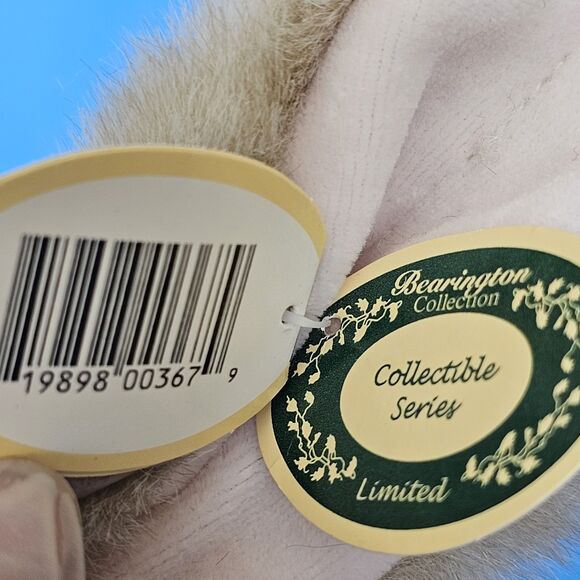 19898 00367 9
Bearington
Collection
Collectible
Series
Limited